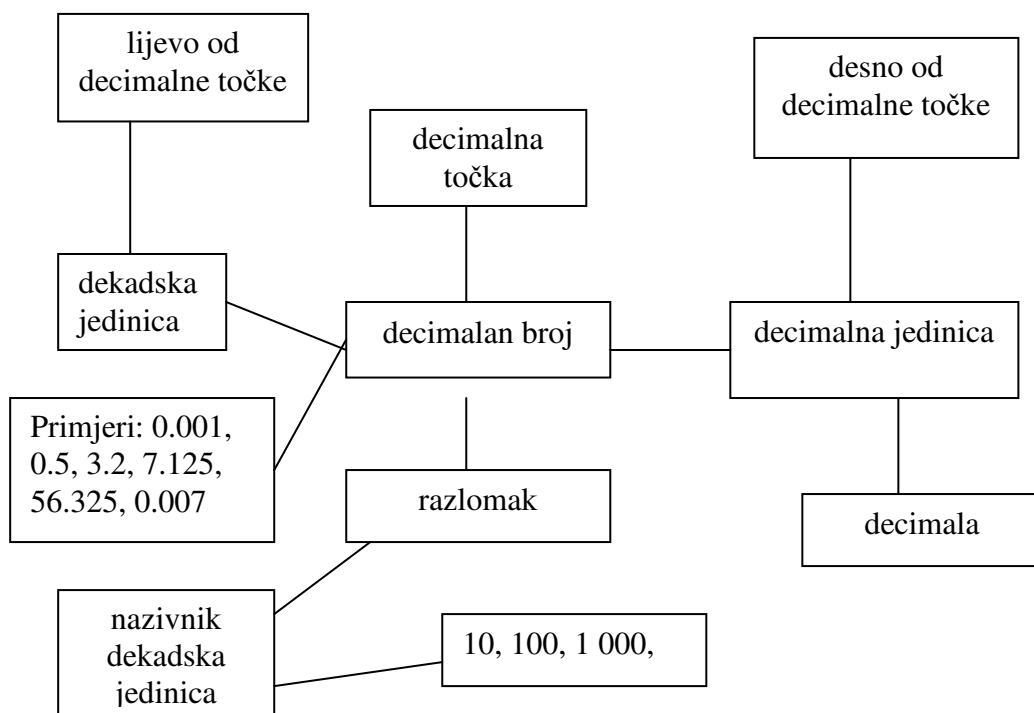 lijevo od
decimalne točke
desno od
decimalne točke
decimalna
točka
dekadska
jedinica
decimalan broj
decimalna jedinica
Primjeri: 0.001,
0.5, 3.2, 7.125,
56.325, 0.007
razlomak
decimala
nazivnik
dekadska
jedinica
10, 100, 1 000,